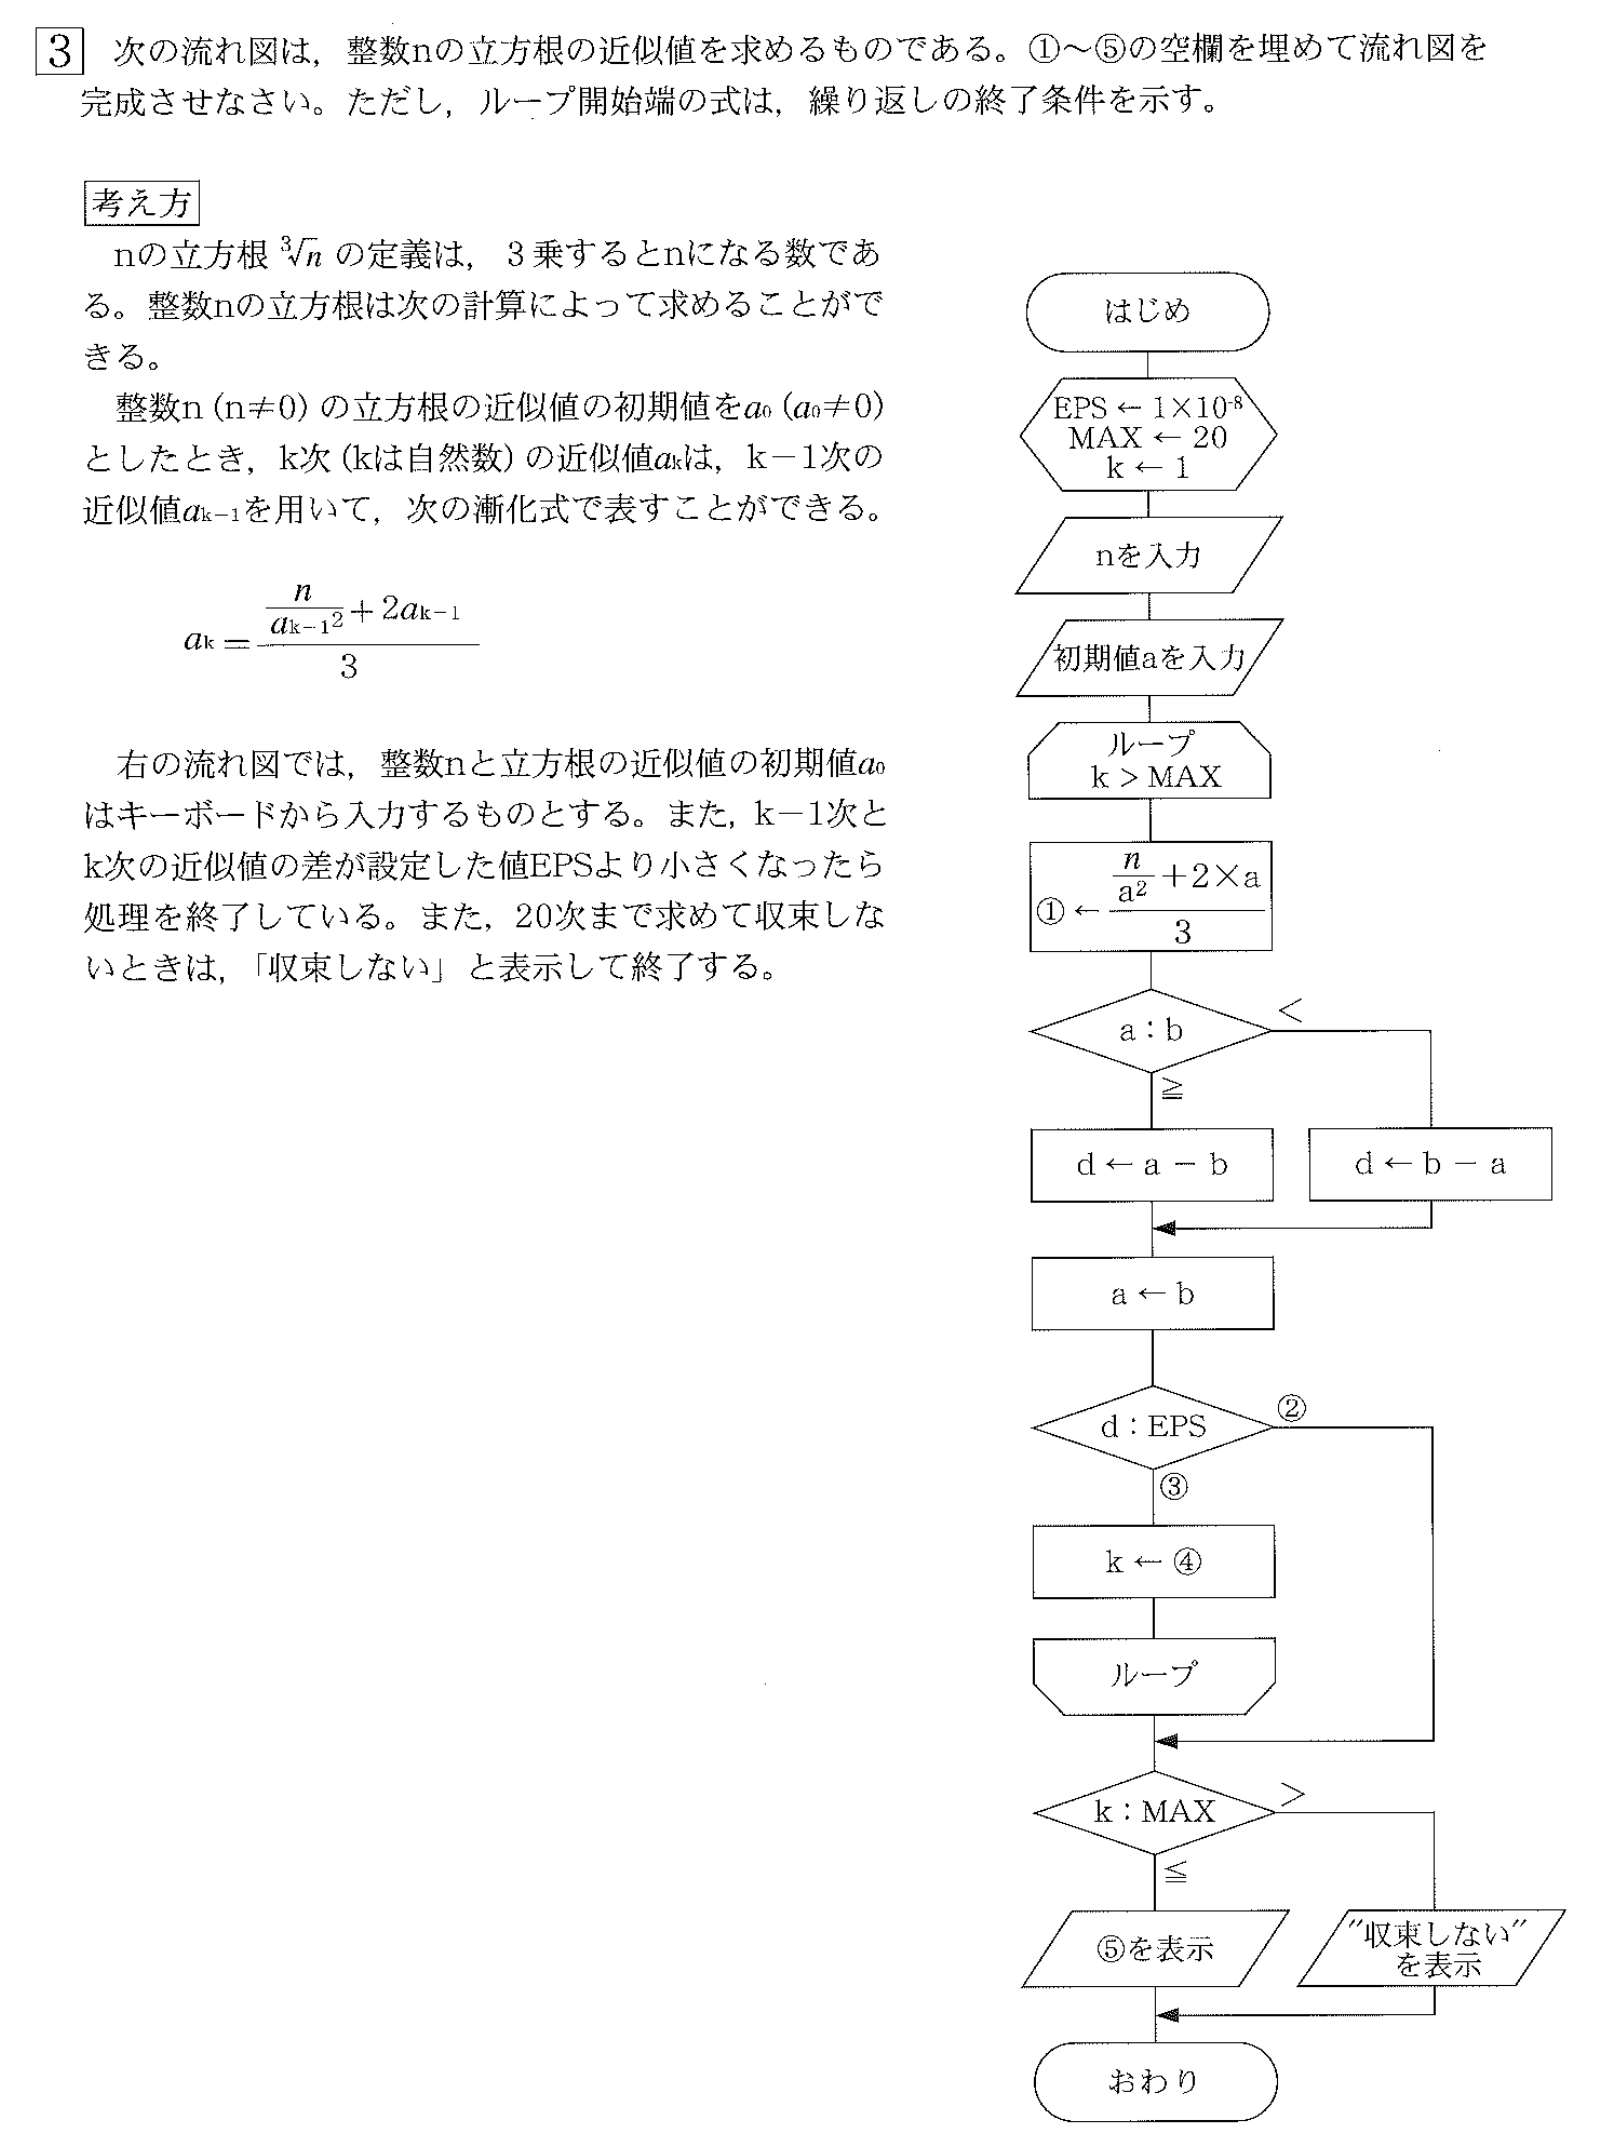 3 次の流れ図は，整数nの立方根の近似値を求めるものである。①～⑤の空欄を埋めて流れ図を
完成させなさい。ただし，ループ開始端の式は，繰り返しの終了条件を示す。
考え方
nの立方根 ∛n の定義は，３乗するとnになる数であ
る。整数nの立方根は次の計算によって求めることがで
きる。
整数n（n≠0）の立方根の近似値の初期値をa₀（a₀≠0）
としたとき，k次（kは自然数）の近似値aₖは，k－1次の
近似値aₖ₋₁を用いて，次の漸化式で表すことができる。
n
aₖ₋₁² + 2aₖ₋₁
aₖ =
3
右の流れ図では，整数nと立方根の近似値の初期値a₀
はキーボードから入力するものとする。また，k－1次と
k次の近似値の差が設定した値EPSより小さくなったら
処理を終了している。また，20次まで求めて収束しな
いときは，「収束しない」と表示して終了する。
はじめ
EPS ← 1×10⁻⁸
MAX ← 20
k ← 1
nを入力
初期値aを入力
ループ
k > MAX
n
a² +2×a
① ←
3
a：b
<
≧
d ← a － b
d ← b － a
a ← b
d：EPS
②
③
k ← ④
ループ
k：MAX
>
≦
⑤を表示
"収束しない"
を表示
おわり